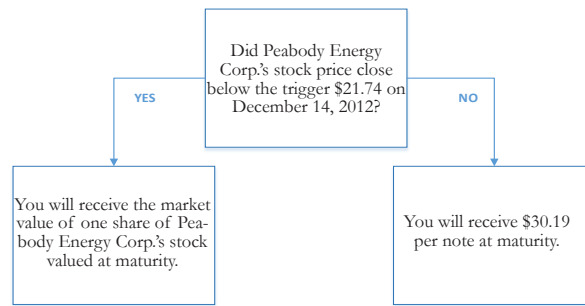 Did Peabody Energy
Corp.'s stock price close
below the trigger $21.74 on
December 14, 2012?
YES
NO
You will receive the market
value of one share of Pea-
body Energy Corp.'s stock
valued at maturity.
You will receive $30.19
per note at maturity.